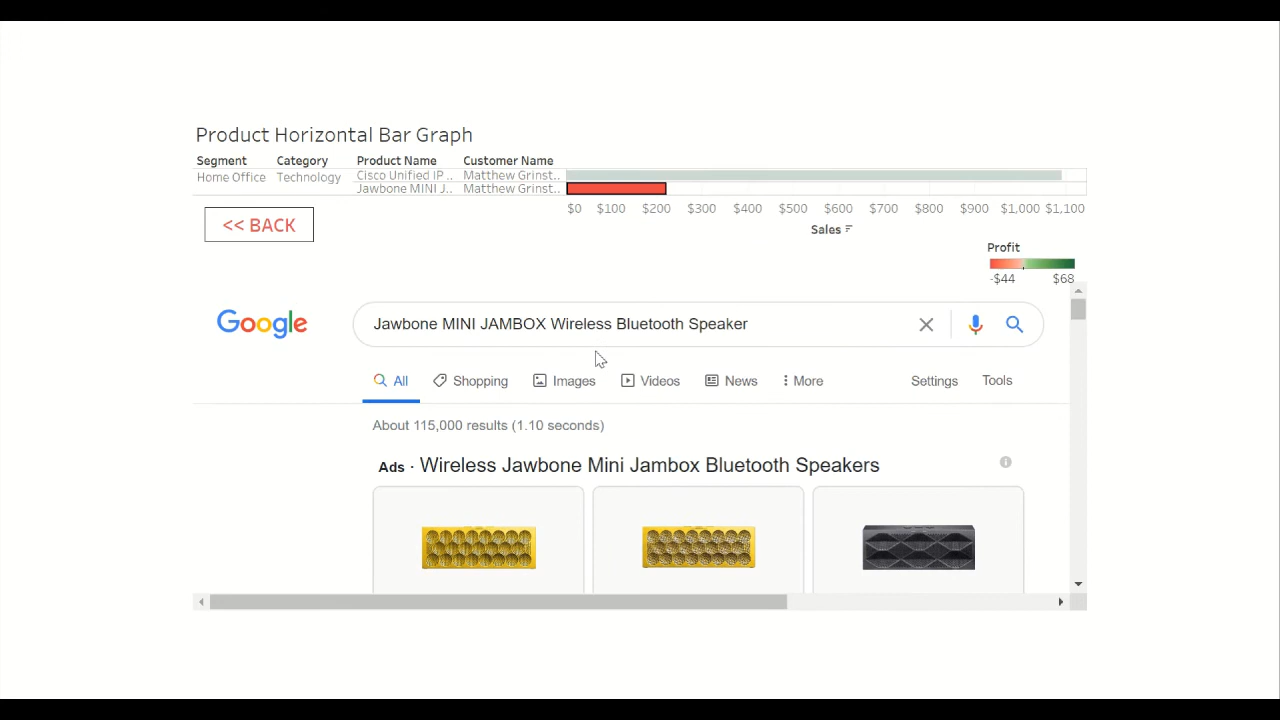 Product Horizontal Bar Graph
Segment Category Product Name Customer Name
Home Office Technology Cisco Unified IP .. Matthew Grinst..
Jawbone MINI J.. Matthew Grinst..
$0 $100 $200 $300 $400 $500 $600 $700 $800 $900 $1,000 $1,100
<< BACK
Sales
Profit
-$44 $68
Google Jawbone MINI JAMBOX Wireless Bluetooth Speaker
All Shopping Images Videos News More Settings Tools
About 115,000 results (1.10 seconds)
Ads · Wireless Jawbone Mini Jambox Bluetooth Speakers